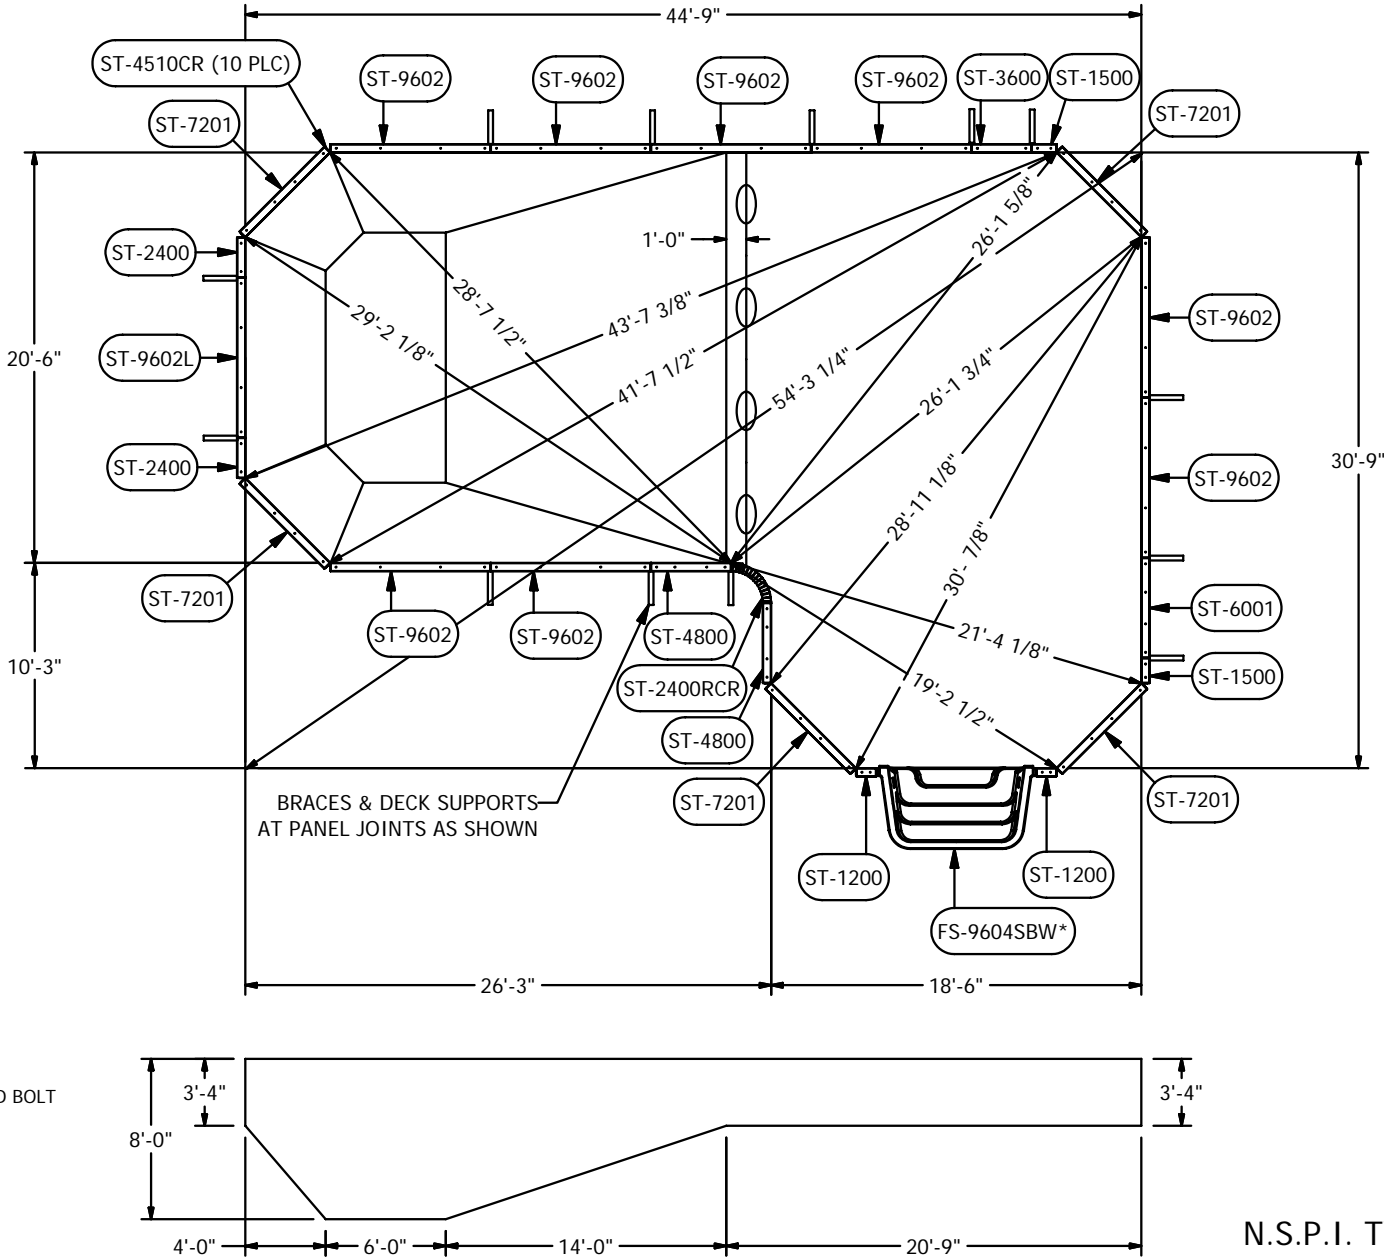 44'-9"
ST-4510CR (10 PLC)
ST-9602
ST-9602
ST-9602
ST-9602
ST-3600
ST-1500
ST-7201
ST-7201
26'-1 5/8"
1'-0"
ST-2400
28'-7 1/2"
29'-2 1/8"
43'-7 3/8"
ST-9602
20'-6"
ST-9602L
41'-7 1/2"
54'-3 1/4"
26'-1 3/4"
30'-9"
ST-2400
ST-9602
28'-11 1/8"
30'- 7/8"
ST-7201
ST-9602
ST-9602
ST-4800
ST-6001
21'-4 1/8"
10'-3"
ST-2400RCR
19'-2 1/2"
ST-1500
ST-4800
BRACES & DECK SUPPORTS
AT PANEL JOINTS AS SHOWN
ST-7201
ST-7201
ST-1200
ST-1200
FS-9604SBW*
26'-3"
18'-6"
BOLT
3'-4"
3'-4"
8'-0"
4'-0"
6'-0"
14'-0"
20'-9"
N.S.P.I. T